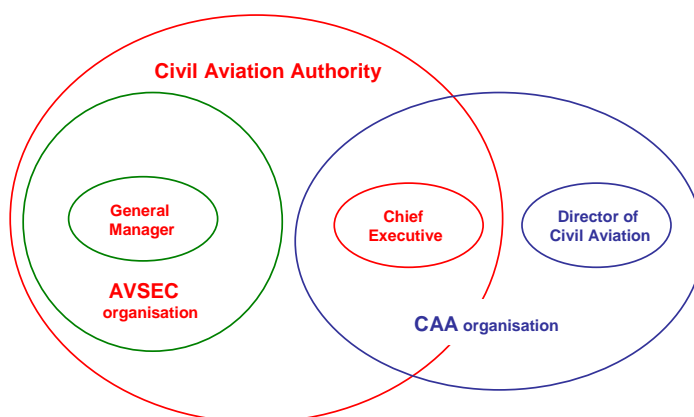 Civil Aviation Authority
General
Manager
Chief
Executive
Director of
Civil Aviation
AVSEC
organisation
CAA organisation